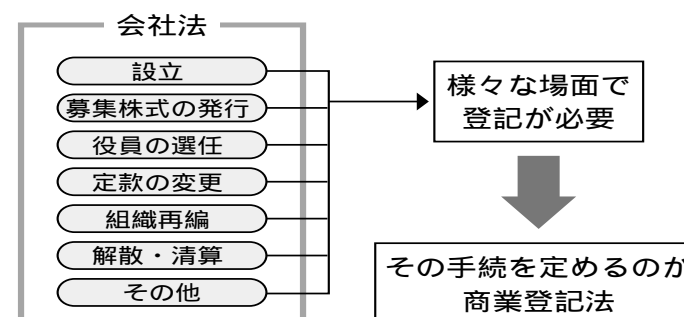 会社法
設立
募集株式の発行
役員の選任
定款の変更
組織再編
解散・清算
その他
様々な場面で
登記が必要
その手続を定めるのが
商業登記法